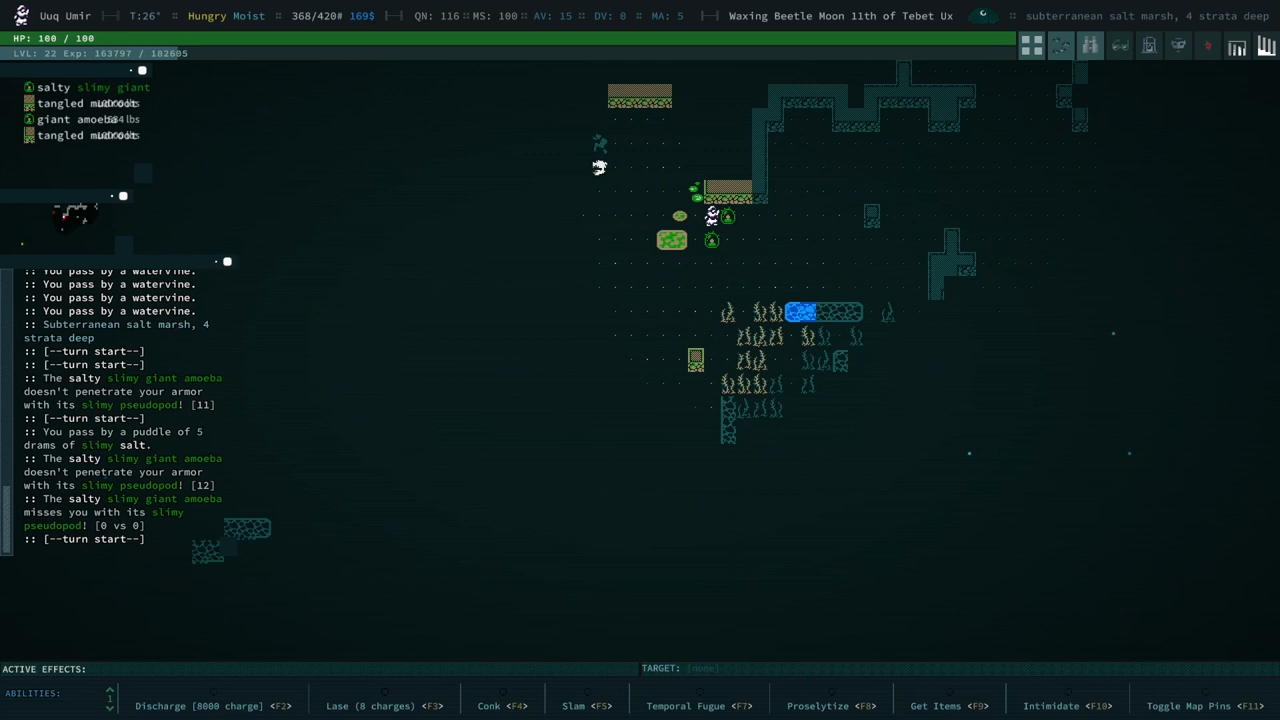 Uuq Umir T:26° :: Hungry Moist :: 368/420# 169$ QN: 116 :: MS: 100 :: AV: 15 :: DV: 0 :: MA: 5 Waxing Beetle Moon 11th of Tebet Ux :: subterranean salt marsh, 4 strata deep
HP: 100 / 100
LVL: 22 Exp: 163797 / 182605
salty slimy giant
tangled mudroots
giant amoeba
tangled mudroots
:: You pass by a watervine.
:: You pass by a watervine.
:: You pass by a watervine.
:: You pass by a watervine.
:: Subterranean salt marsh, 4
strata deep
:: [--turn start--]
:: [--turn start--]
:: The salty slimy giant amoeba
doesn't penetrate your armor
with its slimy pseudopod! [11]
:: [--turn start--]
:: You pass by a puddle of 5
drams of slimy salt.
:: The salty slimy giant amoeba
doesn't penetrate your armor
with its slimy pseudopod! [12]
:: The salty slimy giant amoeba
misses you with its slimy
pseudopod! [0 vs 0]
:: [--turn start--]
ACTIVE EFFECTS: TARGET: [none]
ABILITIES: 1 Discharge [8000 charge] <F2> Lase (8 charges) <F3> Conk <F4> Slam <F5> Temporal Fugue <F7> Proselytize <F8> Get Items <F9> Intimidate <F10> Toggle Map Pins <F11>